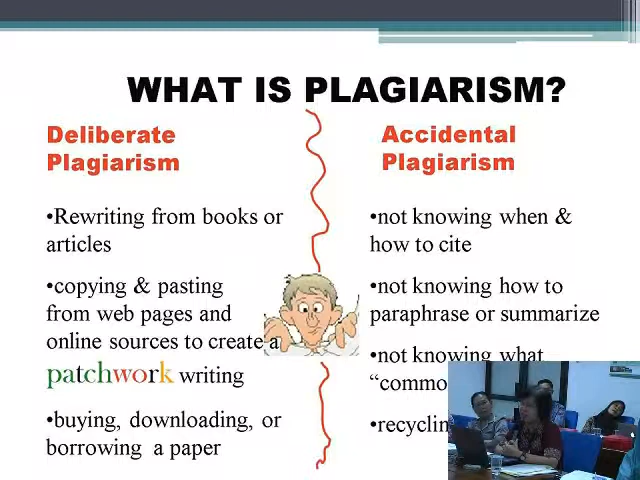 WHAT IS PLAGIARISM?
Deliberate
Plagiarism
•Rewriting from books or
articles
•copying & pasting
from web pages and
online sources to create a
patchwork writing
•buying, downloading, or
borrowing a paper
Accidental
Plagiarism
•not knowing when &
how to cite
•not knowing how to
paraphrase or summarize
•not knowing what
“commo
•recyclin